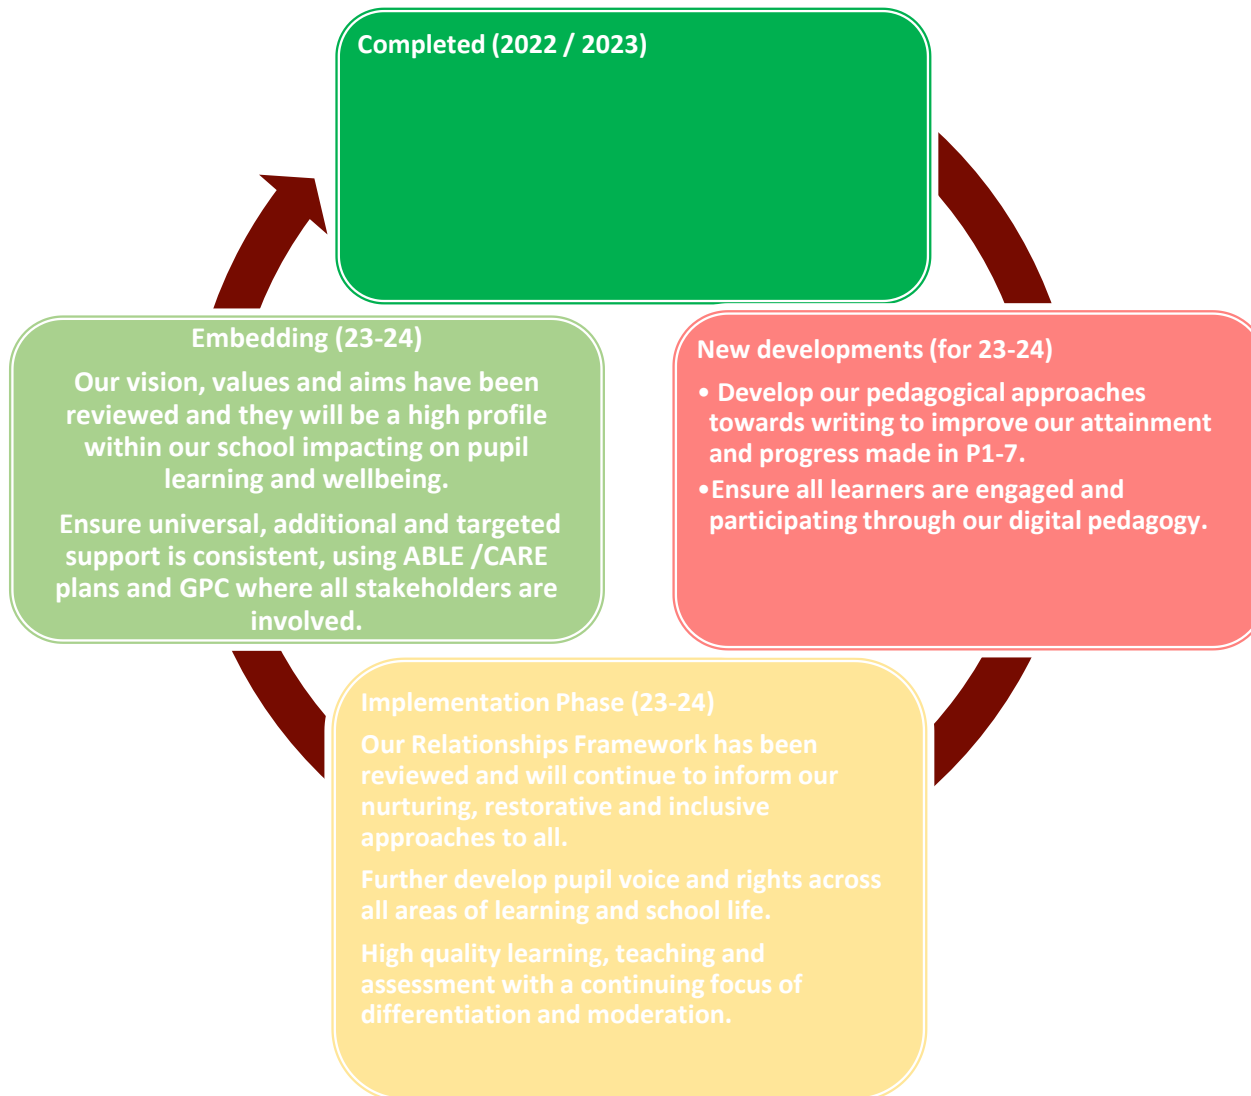 Completed (2022 / 2023)
New developments (for 23-24)
• Develop our pedagogical approaches
towards writing to improve our attainment
and progress made in P1-7.
•Ensure all learners are engaged and
participating through our digital pedagogy.
Implementation Phase (23-24)
Our Relationships Framework has been
reviewed and will continue to inform our
nurturing, restorative and inclusive
approaches to all.
Further develop pupil voice and rights across
all areas of learning and school life.
High quality learning, teaching and
assessment with a continuing focus of
differentiation and moderation.
Embedding (23-24)
Our vision, values and aims have been
reviewed and they will be a high profile
within our school impacting on pupil
learning and wellbeing.
Ensure universal, additional and targeted
support is consistent, using ABLE /CARE
plans and GPC where all stakeholders are
involved.